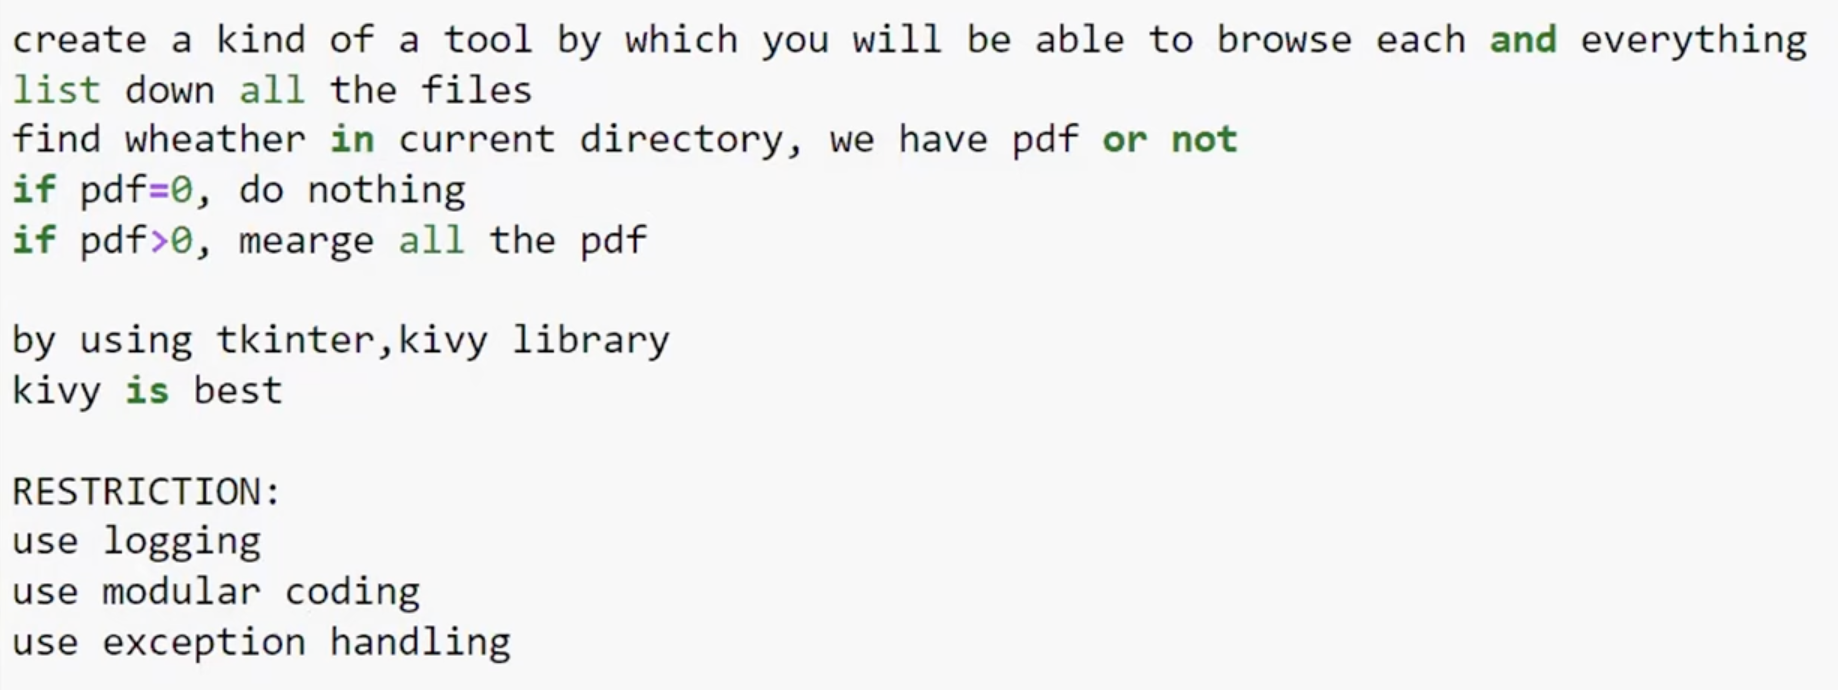 create a kind of a tool by which you will be able to browse each and everything
list down all the files
find wheather in current directory, we have pdf or not
if pdf=0, do nothing
if pdf>0, mearge all the pdf
by using tkinter,kivy library
kivy is best
RESTRICTION:
use logging
use modular coding
use exception handling